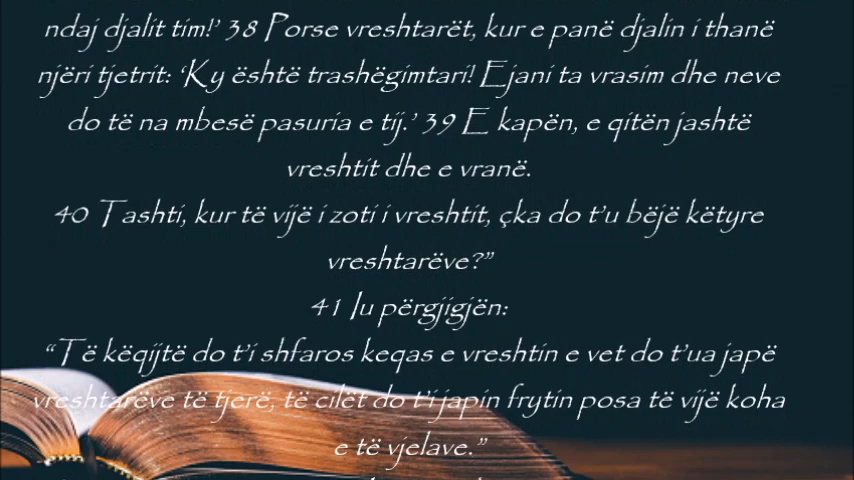 ndaj djalit tim!’ 38 Porse vreshtarët, kur e panë djalin i thanë
njëri tjetrit: ‘Ky është trashëgimtari! Ejani ta vrasim dhe neve
do të na mbesë pasuria e tij.’ 39 E kapën, e qitën jashtë
vreshtit dhe e vranë.
40 Tashti, kur të vijë i zoti i vreshtit, çka do t’u bëjë këtyre
vreshtarëve?”
41 Iu përgjigjën:
“Të këqijtë do t’i shfaros keqas e vreshtin e vet do t’ua japë
vreshtarëve të tjerë, të cilët do t’i japin frytin posa të vijë koha
e të vjelave.”